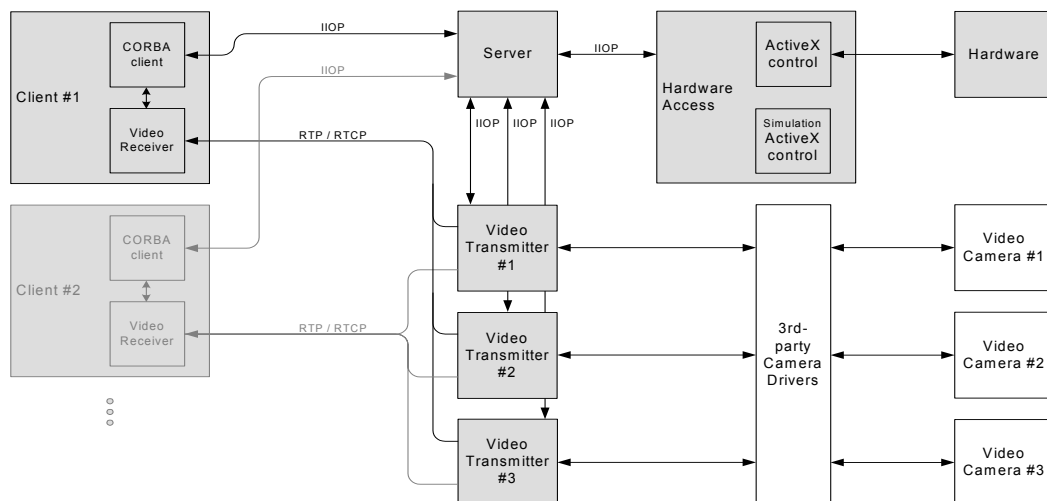 CORBA
client
Client #1
Video
Receiver
IIOP
IIOP
RTP / RTCP
Server
IIOP
IIOP
IIOP
IIOP
Hardware
Access
ActiveX
control
Simulation
ActiveX
control
Hardware
CORBA
client
Client #2
Video
Receiver
RTP / RTCP
Video
Transmitter
#1
Video
Transmitter
#2
Video
Transmitter
#3
3rd-
party
Camera
Drivers
Video
Camera #1
Video
Camera #2
Video
Camera #3